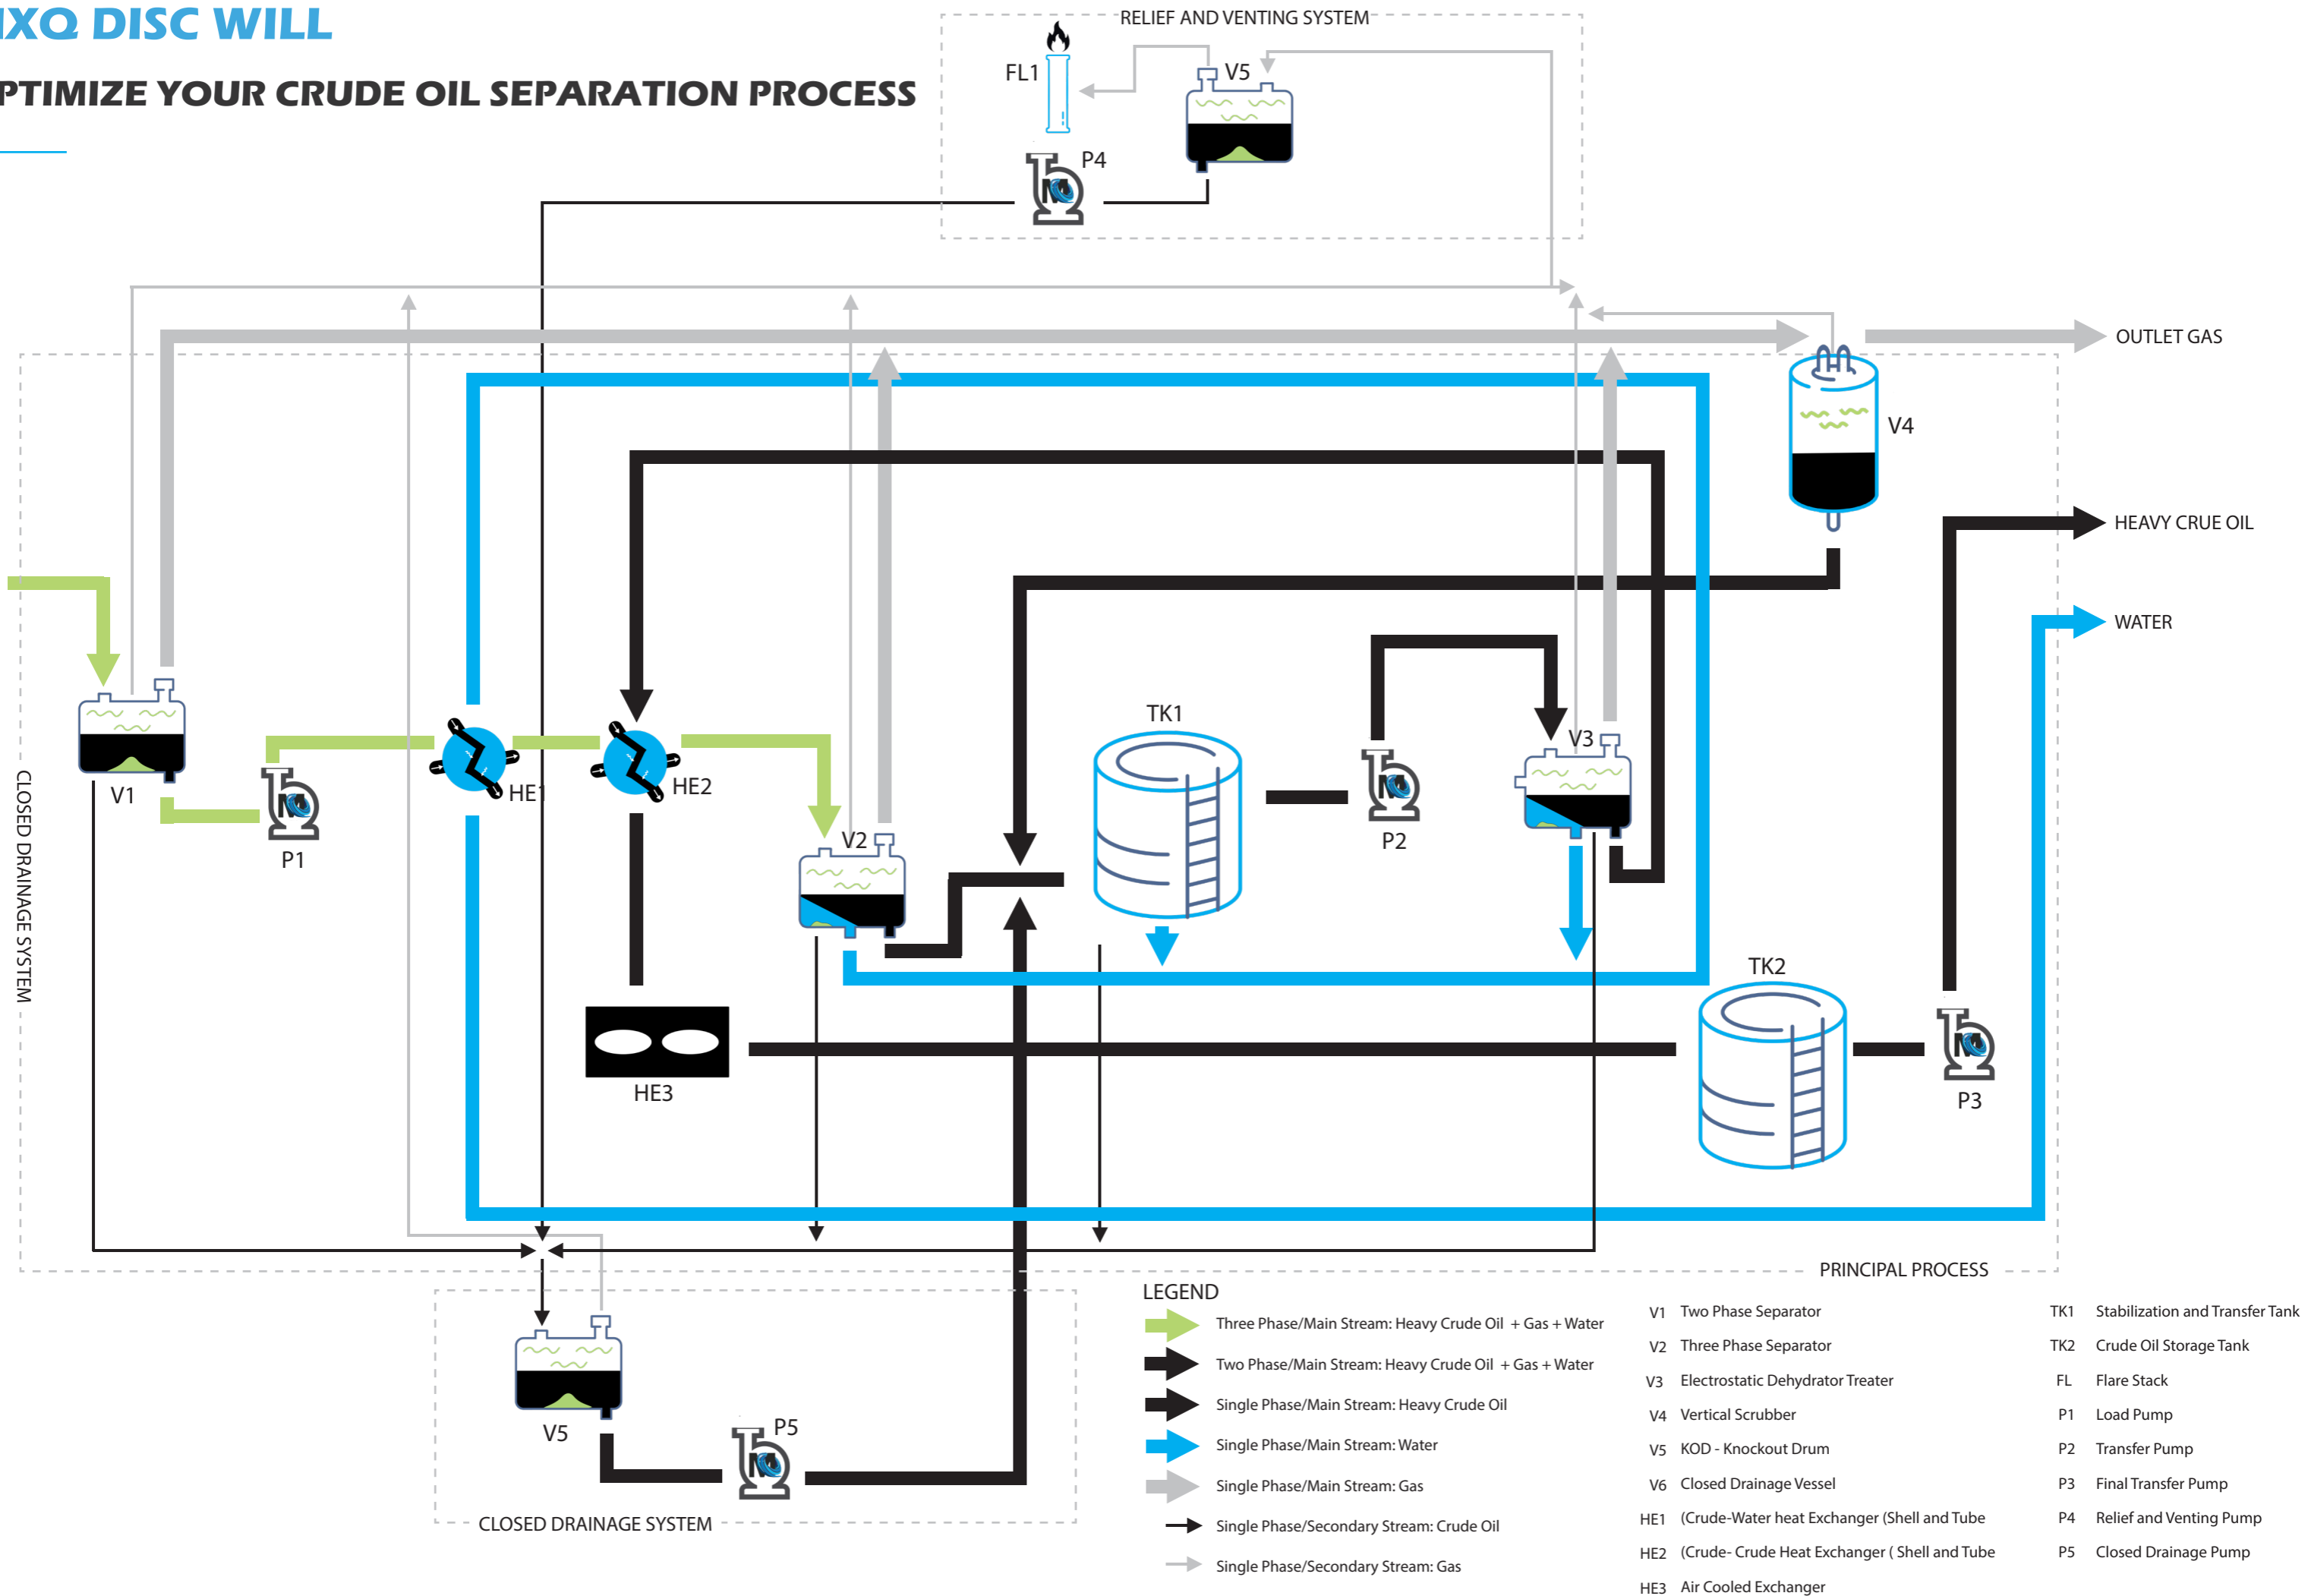 IXQ DISC WILL
PTIMIZE YOUR CRUDE OIL SEPARATION PROCESS
RELIEF AND VENTING SYSTEM
FL1
V5
P4
OUTLET GAS
V4
HEAVY CRUE OIL
WATER
TK1
V3
V1
HE1
HE2
P1
V2
P2
CLOSED DRAINAGE SYSTEM
TK2
HE3
P3
PRINCIPAL PROCESS
V5
P5
CLOSED DRAINAGE SYSTEM
LEGEND
Three Phase/Main Stream: Heavy Crude Oil + Gas + Water
Two Phase/Main Stream: Heavy Crude Oil + Gas + Water
Single Phase/Main Stream: Heavy Crude Oil
Single Phase/Main Stream: Water
Single Phase/Main Stream: Gas
Single Phase/Secondary Stream: Crude Oil
Single Phase/Secondary Stream: Gas
V1 Two Phase Separator
V2 Three Phase Separator
V3 Electrostatic Dehydrator Treater
V4 Vertical Scrubber
V5 KOD - Knockout Drum
V6 Closed Drainage Vessel
HE1 (Crude-Water heat Exchanger (Shell and Tube
HE2 (Crude- Crude Heat Exchanger ( Shell and Tube
HE3 Air Cooled Exchanger
TK1 Stabilization and Transfer Tank
TK2 Crude Oil Storage Tank
FL Flare Stack
P1 Load Pump
P2 Transfer Pump
P3 Final Transfer Pump
P4 Relief and Venting Pump
P5 Closed Drainage Pump